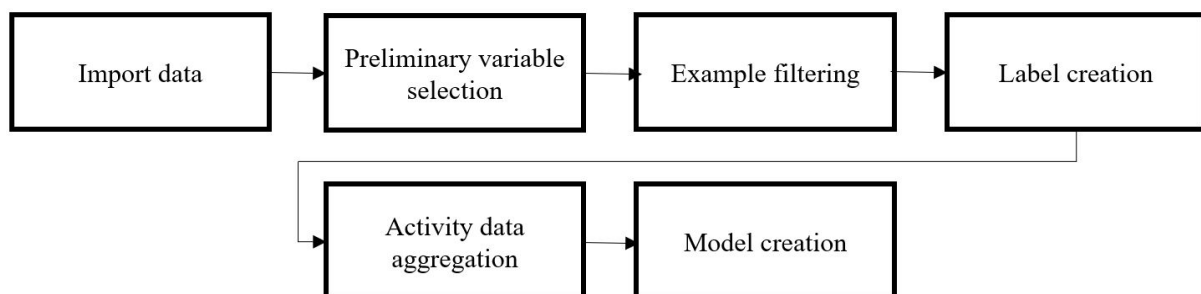 Import data
Preliminary variable
selection
Example filtering
Label creation
Activity data
aggregation
Model creation